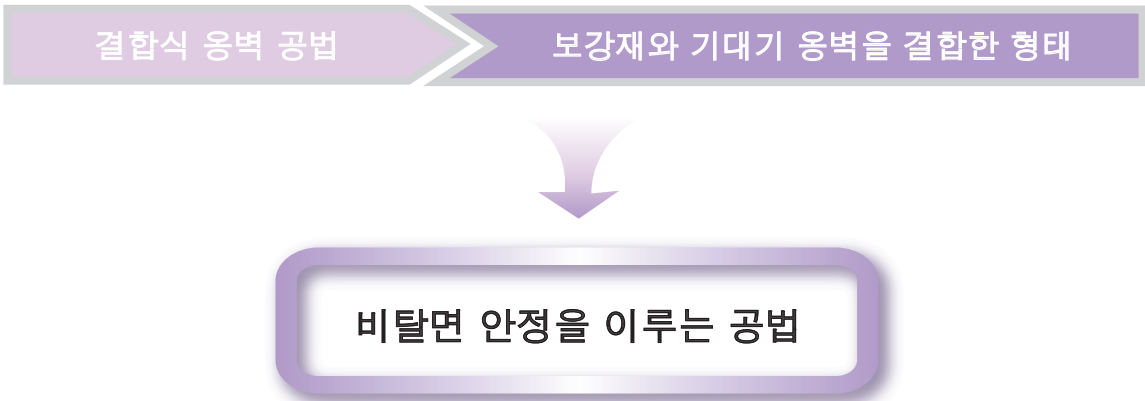 결합식 옹벽 공법
보강재와 기대기 옹벽을 결합한 형태
비탈면 안정을 이루는 공법